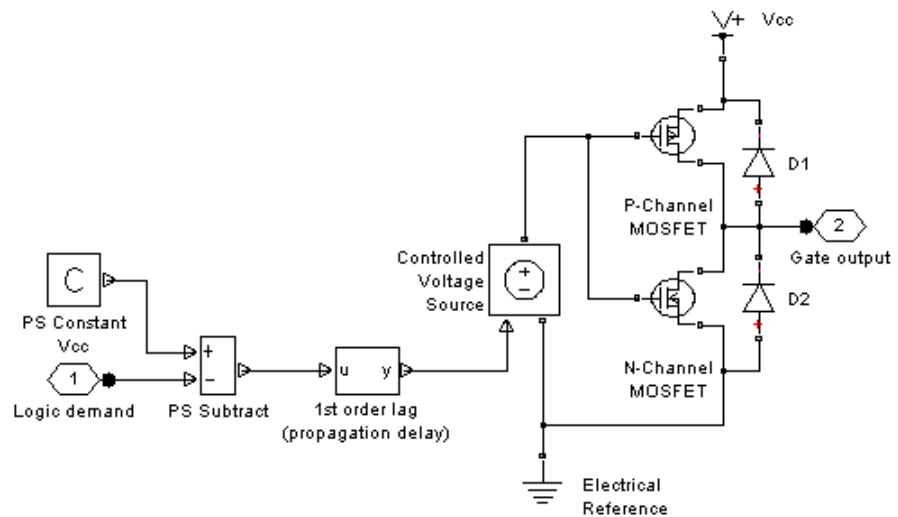 V+ Vcc
D1
P-Channel
MOSFET
2
Gate output
Controlled
Voltage
Source
+
−
C
PS Constant
Vcc
D2
+
−
u y
1
N-Channel
MOSFET
Logic demand
PS Subtract
1st order lag
(propagation delay)
Electrical
Reference